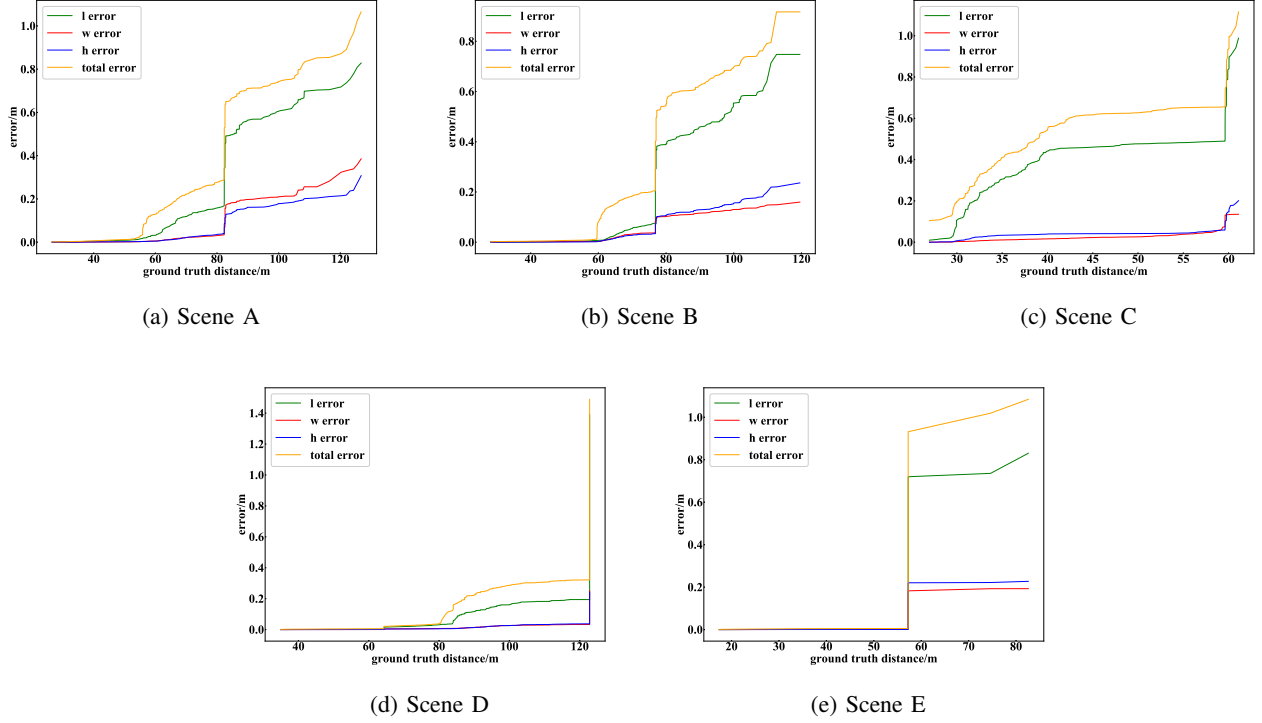 l error
w error
h error
total error
1.0
0.8
0.6
0.4
0.2
0.0
error/m
40 60 80 100 120
ground truth distance/m
(a) Scene A
l error
w error
h error
total error
0.8
0.6
0.4
0.2
0.0
error/m
40 60 80 100 120
ground truth distance/m
(b) Scene B
l error
w error
h error
total error
1.0
0.8
0.6
0.4
0.2
0.0
error/m
30 35 40 45 50 55 60
ground truth distance/m
(c) Scene C
l error
w error
h error
total error
1.4
1.2
1.0
0.8
0.6
0.4
0.2
0.0
error/m
40 60 80 100 120
ground truth distance/m
(d) Scene D
l error
w error
h error
total error
1.0
0.8
0.6
0.4
0.2
0.0
error/m
20 30 40 50 60 70 80
ground truth distance/m
(e) Scene E